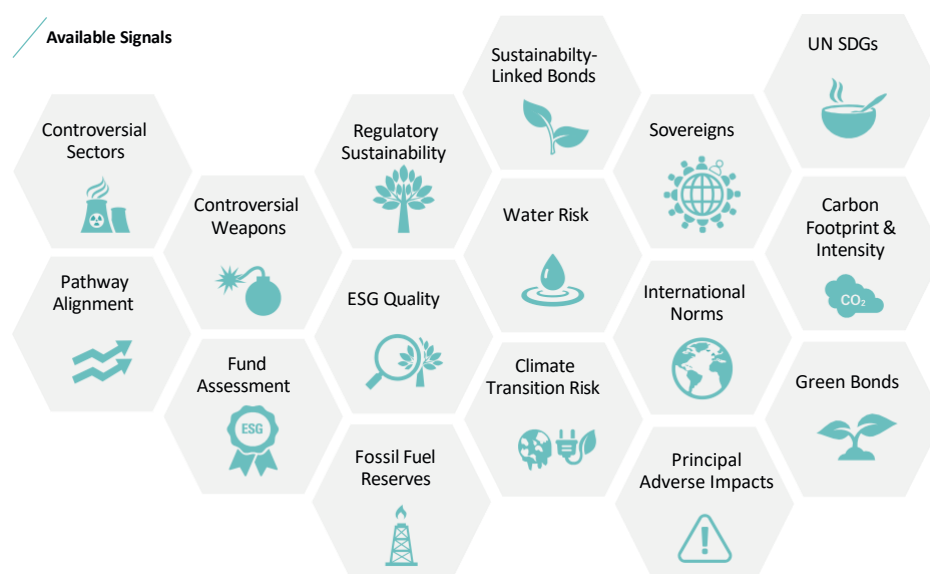 Available Signals
Controversial
Sectors
Pathway
Alignment
Controversial
Weapons
Fund
Assessment
ESG
Regulatory
Sustainability
ESG Quality
Fossil Fuel
Reserves
Sustainabilty-
Linked Bonds
Water Risk
Climate
Transition Risk
Sovereigns
International
Norms
Principal
Adverse Impacts
UN SDGs
Carbon
Footprint &
Intensity
CO₂
Green Bonds